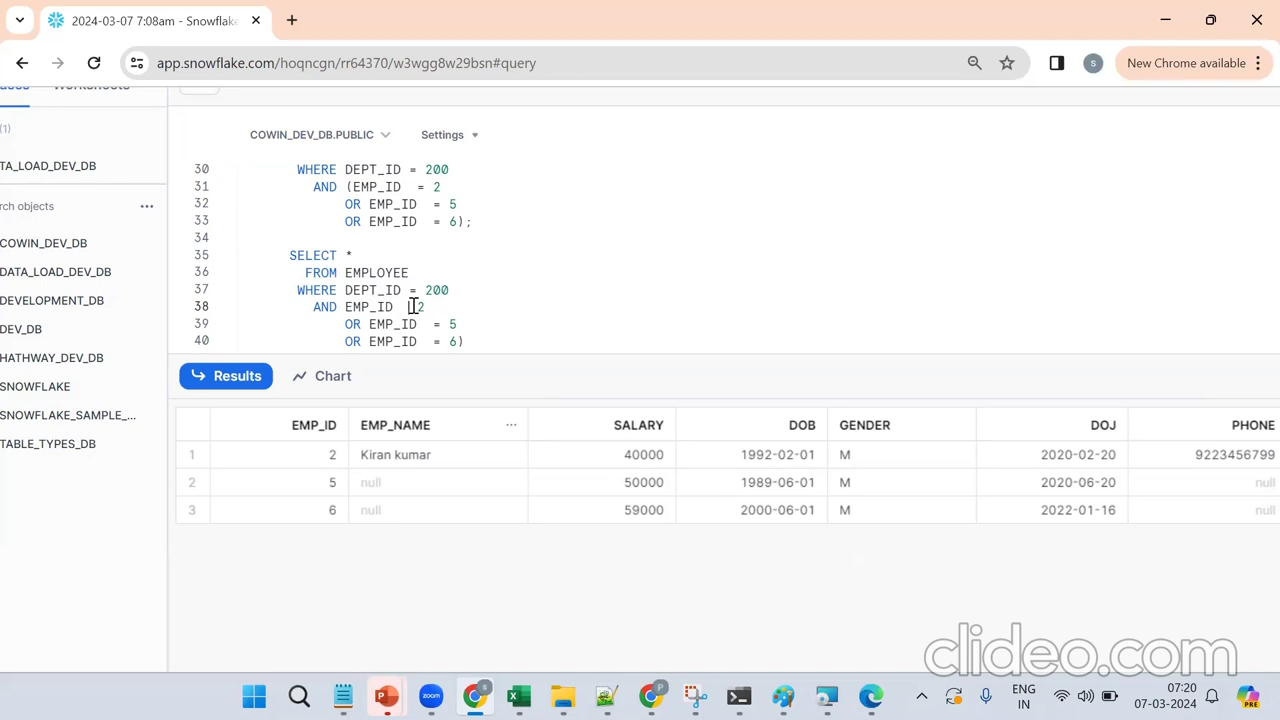 2024-03-07 7:08am - Snowflake
app.snowflake.com/hoqncgn/rr64370/w3wgg8w29bsn#query
s
New Chrome available
Worksheets
(1)
TA_LOAD_DEV_DB
rch objects
COWIN_DEV_DB
DATA_LOAD_DEV_DB
DEVELOPMENT_DB
DEV_DB
HATHWAY_DEV_DB
SNOWFLAKE
SNOWFLAKE_SAMPLE_...
TABLE_TYPES_DB
COWIN_DEV_DB.PUBLIC Settings
30 WHERE DEPT_ID = 200
31 AND (EMP_ID = 2
32 OR EMP_ID = 5
33 OR EMP_ID = 6);
34
35 SELECT *
36 FROM EMPLOYEE
37 WHERE DEPT_ID = 200
38 AND EMP_ID 2
39 OR EMP_ID = 5
40 OR EMP_ID = 6)
Results Chart
EMP_ID EMP_NAME ... SALARY DOB GENDER DOJ PHONE
1 2 Kiran kumar 40000 1992-02-01 M 2020-02-20 9223456799
2 5 null 50000 1989-06-01 M 2020-06-20 null
3 6 null 59000 2000-06-01 M 2022-01-16 null
clideo.com
zoom
s
P
ENG
IN
07:20
07-03-2024
PRE